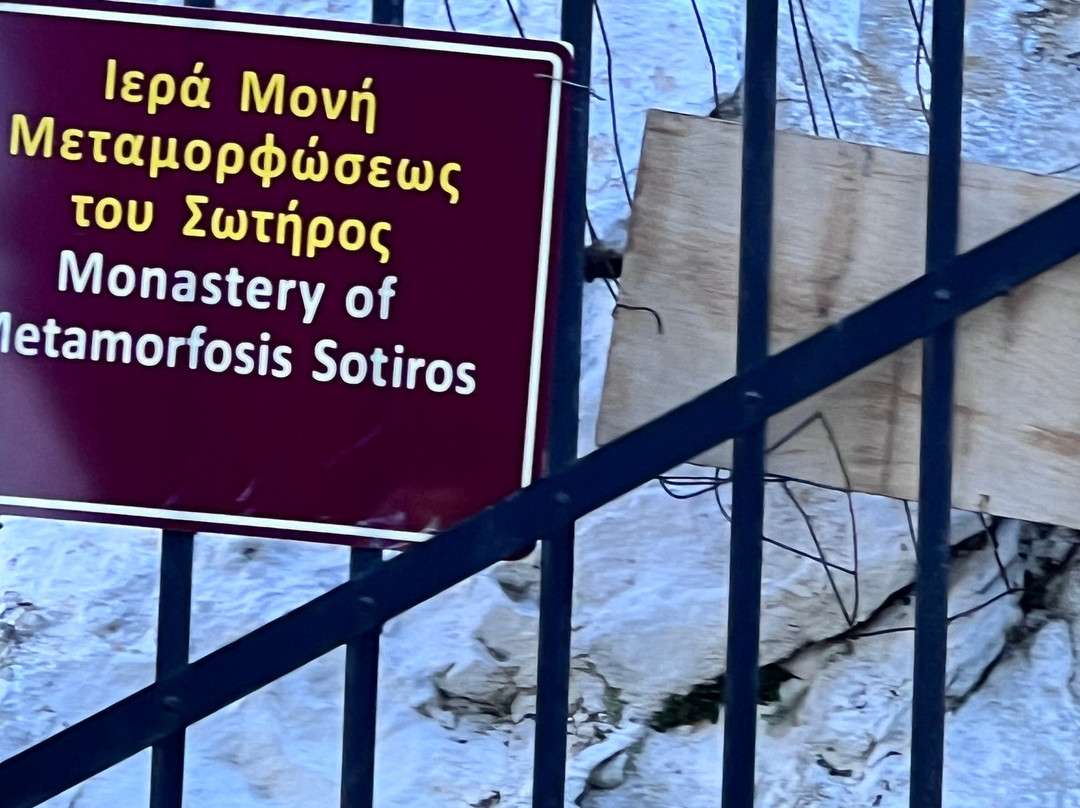 Ιερά Μονή
Μεταμορφώσεως
του Σωτήρος
Monastery of
Metamorfosis Sotiros